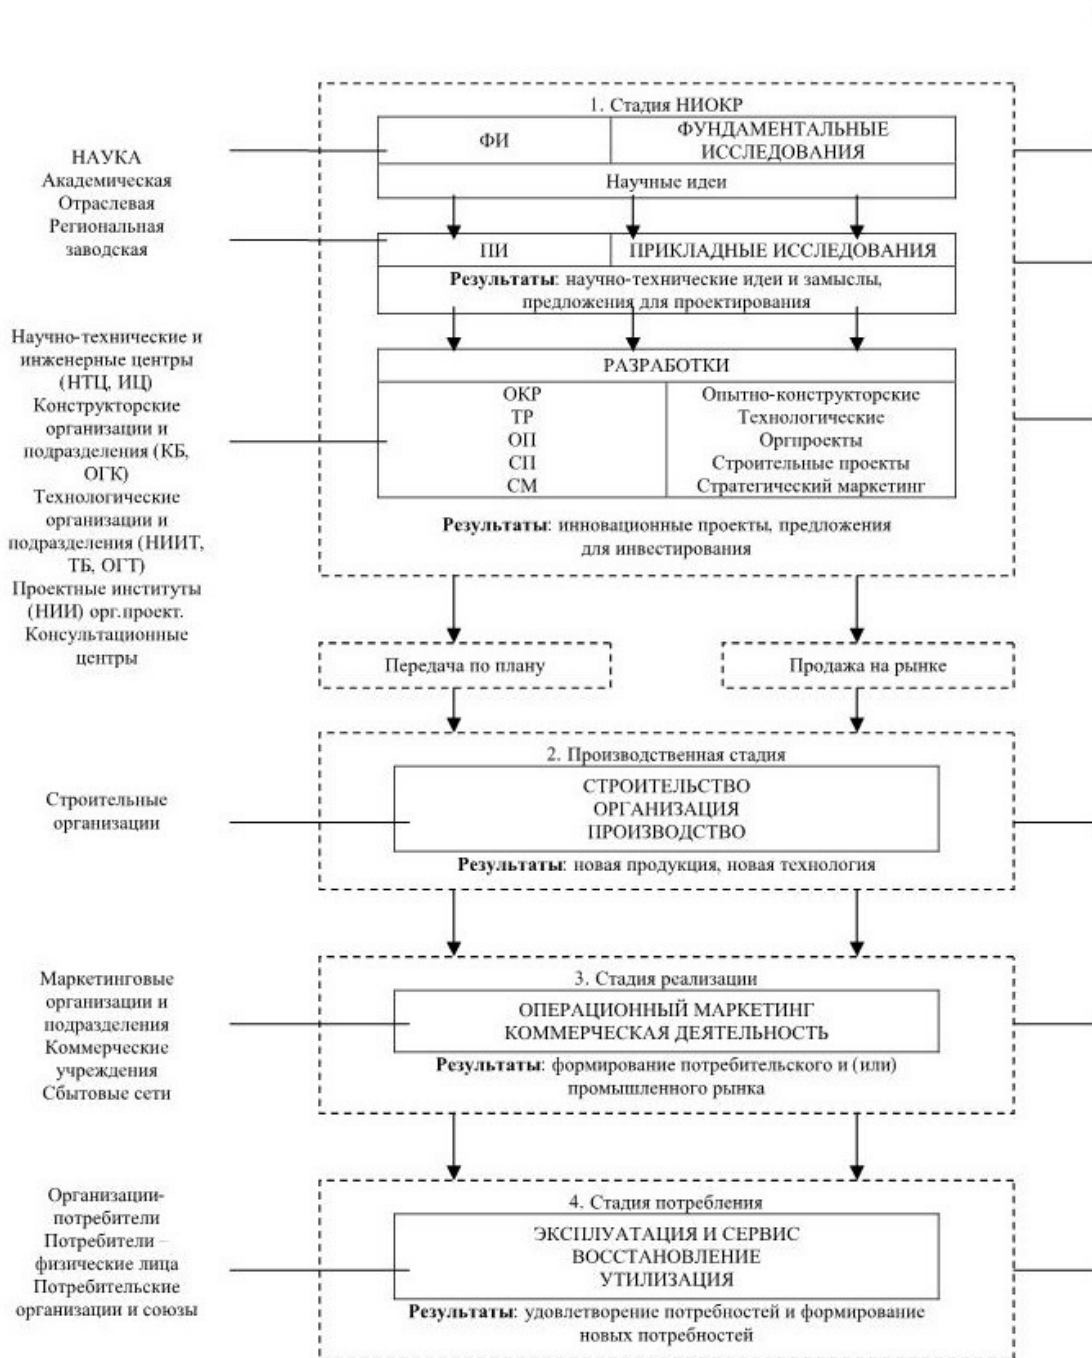 1. Стадия НИОКР
ФИ
ФУНДАМЕНТАЛЬНЫЕ
ИССЛЕДОВАНИЯ
Научные идеи
НАУКА
Академическая
Отраслевая
Региональная
заводская
ПИ
ПРИКЛАДНЫЕ ИССЛЕДОВАНИЯ
Результаты: научно-технические идеи и замыслы,
предложения для проектирования
Научно-технические и
инженерные центры
(НТЦ, ИЦ)
Конструкторские
организации и
подразделения (КБ,
ОГК)
Технологические
организации и
подразделения (НИИТ,
ТБ, ОГТ)
Проектные институты
(НИИ) орг.проект.
Консультационные
центры
РАЗРАБОТКИ
ОКР
Опытно-конструкторские
ТР
Технологические
ОП
Оргпроекты
СП
Строительные проекты
СМ
Стратегический маркетинг
Результаты: инновационные проекты, предложения
для инвестирования
Передача по плану
Продажа на рынке
2. Производственная стадия
СТРОИТЕЛЬСТВО
ОРГАНИЗАЦИЯ
ПРОИЗВОДСТВО
Результаты: новая продукция, новая технология
Строительные
организации
3. Стадия реализации
ОПЕРАЦИОННЫЙ МАРКЕТИНГ
КОММЕРЧЕСКАЯ ДЕЯТЕЛЬНОСТЬ
Результаты: формирование потребительского и (или)
промышленного рынка
Маркетинговые
организации и
подразделения
Коммерческие
учреждения
Сбытовые сети
4. Стадия потребления
ЭКСПЛУАТАЦИЯ И СЕРВИС
ВОССТАНОВЛЕНИЕ
УТИЛИЗАЦИЯ
Результаты: удовлетворение потребностей и формирование
новых потребностей
Организации-
потребители
Потребители –
физические лица
Потребительские
организации и союзы